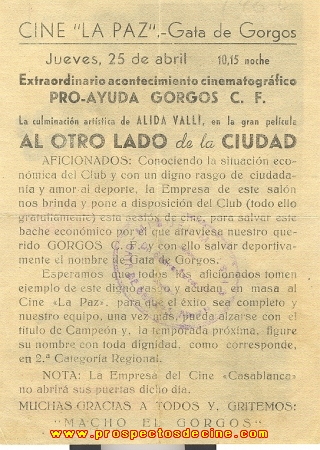 CINE "LA PAZ".-Gata de Gorgos
Jueves, 25 de abril 10,15 noche
Extraordinario acontecimiento cinematográfico
PRO-AYUDA GORGOS C. F.
La culminación artística de ALIDA VALLI, en la gran película
AL OTRO LADO de la CIUDAD
AFICIONADOS: Conociendo la situación eco-
nómica del Club y con un digno rasgo de ciudada-
nía y amor al deporte, la Empresa de este salón
nos brinda y pone a disposición del Club (todo ello
gratuitamente) esta sesión de cine, para salvar este
bache económico por el que atraviesa nuestro que-
rido GORGOS C. F. y con ello salvar deportiva-
mente el nombre de Gata de Gorgos.
Esperamos que todos los aficionados tomen
ejemplo de este digno rasgo y acudan en masa al
Cine «La Paz», para que el éxito sea completo
nuestro equipo, una vez más, pueda alzarse con el
titulo de Campeón y, la temporada próxima, figure
su nombre con toda dignidad, como corresponde,
en 2.ª Categoría Regional.
NOTA: La Empresa del Cine «Casablanca»
no abrirá sus puertas dicho día.
MUCHAS GRACIAS A TODOS Y, GRITEMOS:
"MACHO EL GORGOS"
www.prospectosdecine.com